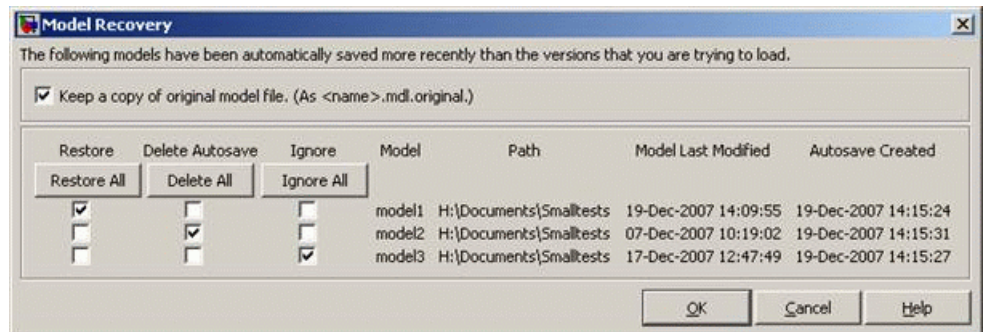 Model Recovery
The following models have been automatically saved more recently than the versions that you are trying to load.
Keep a copy of original model file. (As <name>.mdl.original.)
Restore Delete Autosave Ignore Model Path Model Last Modified Autosave Created
Restore All Delete All Ignore All
model1 H:\Documents\Smalltests 19-Dec-2007 14:09:55 19-Dec-2007 14:15:24
model2 H:\Documents\Smalltests 07-Dec-2007 10:19:02 19-Dec-2007 14:15:31
model3 H:\Documents\Smalltests 17-Dec-2007 12:47:49 19-Dec-2007 14:15:27
OK Cancel Help